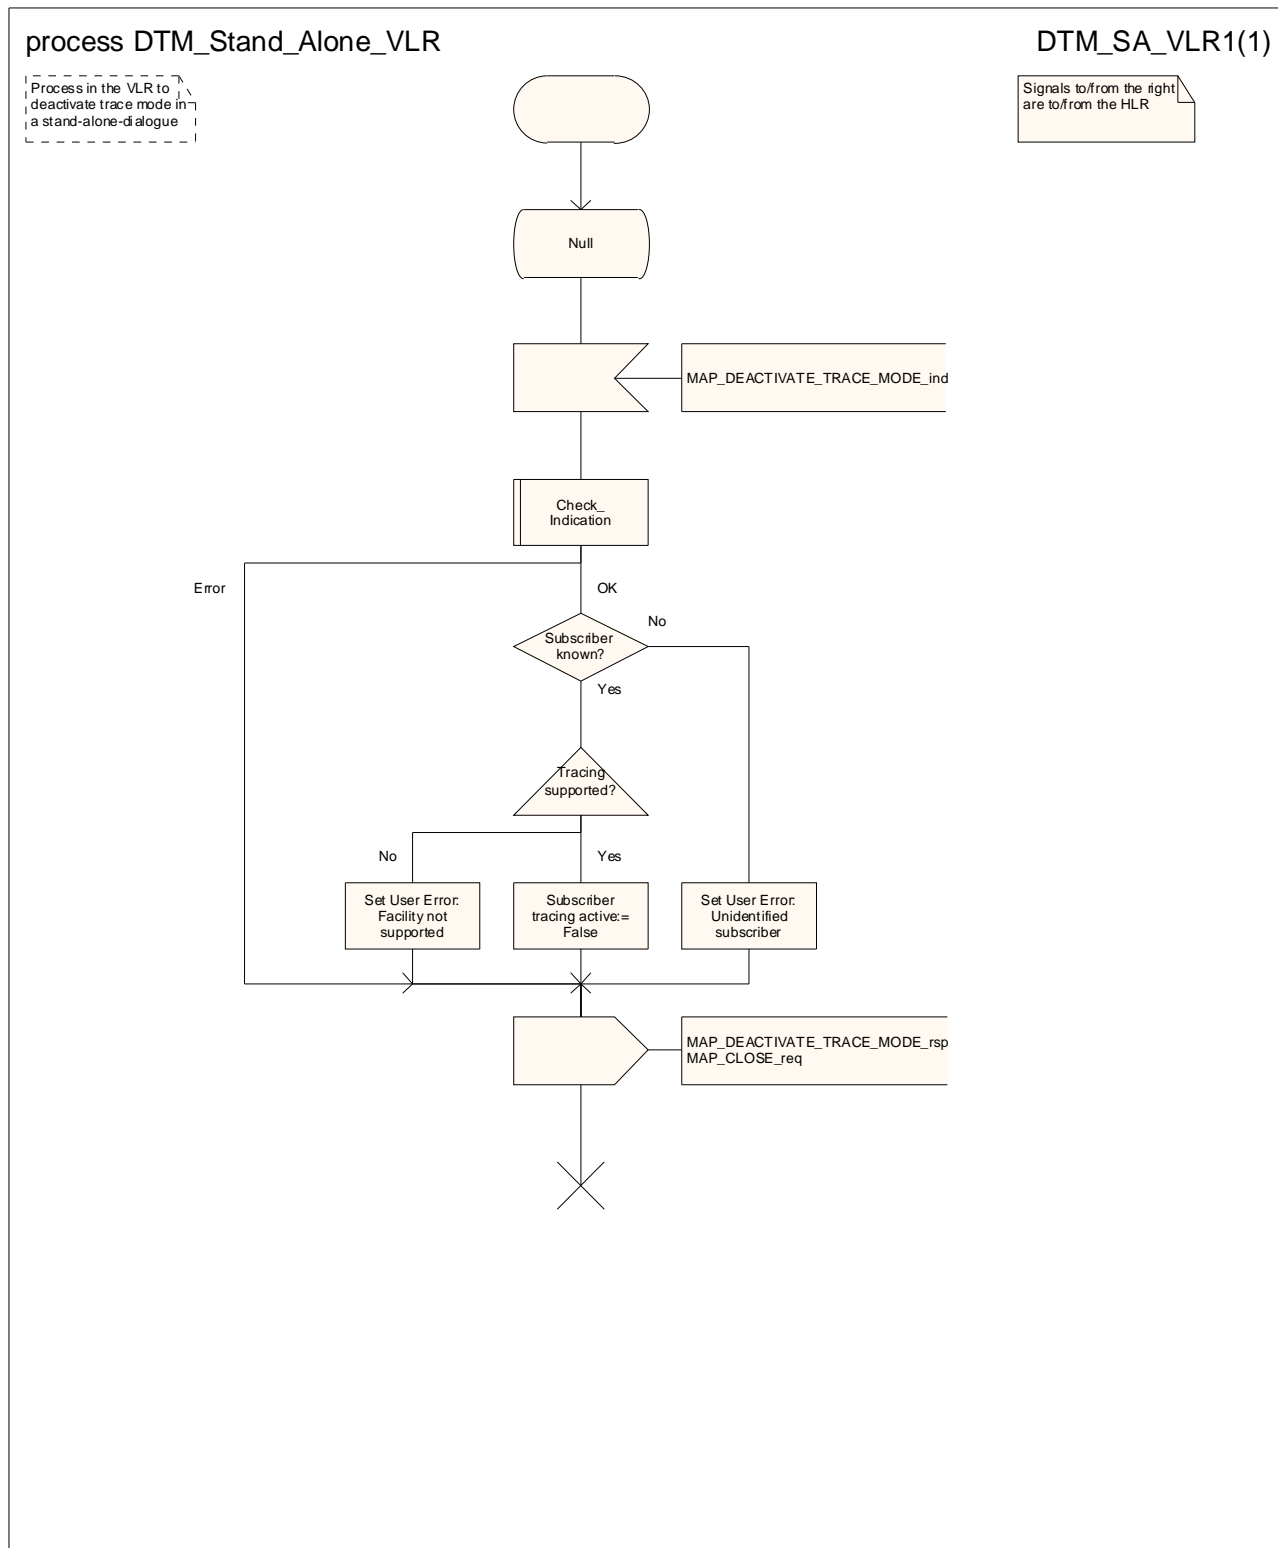 process DTM_Stand_Alone_VLR
DTM_SA_VLR1(1)
Process in the VLR to
deactivate trace mode in
a stand-alone-dialogue
Signals to/from the right
are to/from the HLR
Null
MAP_DEACTIVATE_TRACE_MODE_ind
Check_
Indication
Error
OK
No
Subscriber
known?
Yes
Tracing
supported?
No
Yes
Set User Error:
Facility not
supported
Subscriber
tracing active:=
False
Set User Error:
Unidentified
subscriber
MAP_DEACTIVATE_TRACE_MODE_rsp
MAP_CLOSE_req